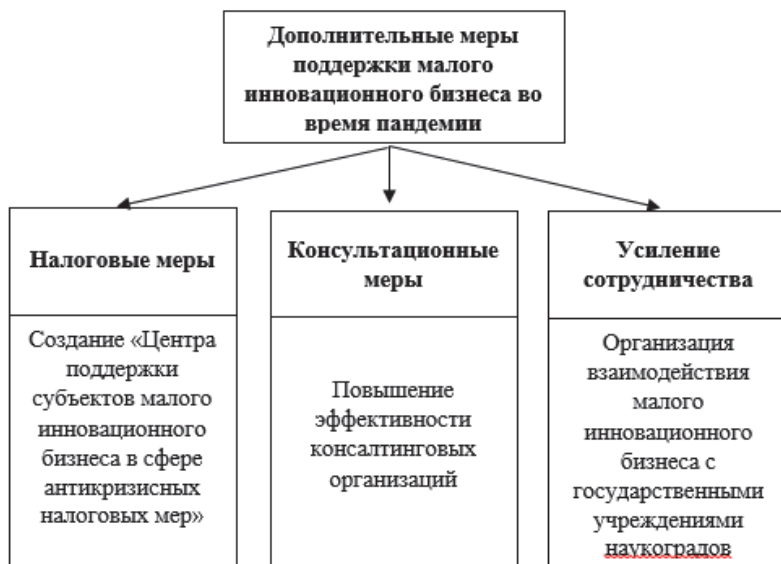 Дополнительные меры
поддержки малого
инновационного бизнеса во
время пандемии
Налоговые меры
Создание «Центра
поддержки
субъектов малого
инновационного
бизнеса в сфере
антикризисных
налоговых мер»
Консультационные
меры
Повышение
эффективности
консалтинговых
организаций
Усиление
сотрудничества
Организация
взаимодействия
малого
инновационного
бизнеса с
государственными
учреждениями
наукоградов